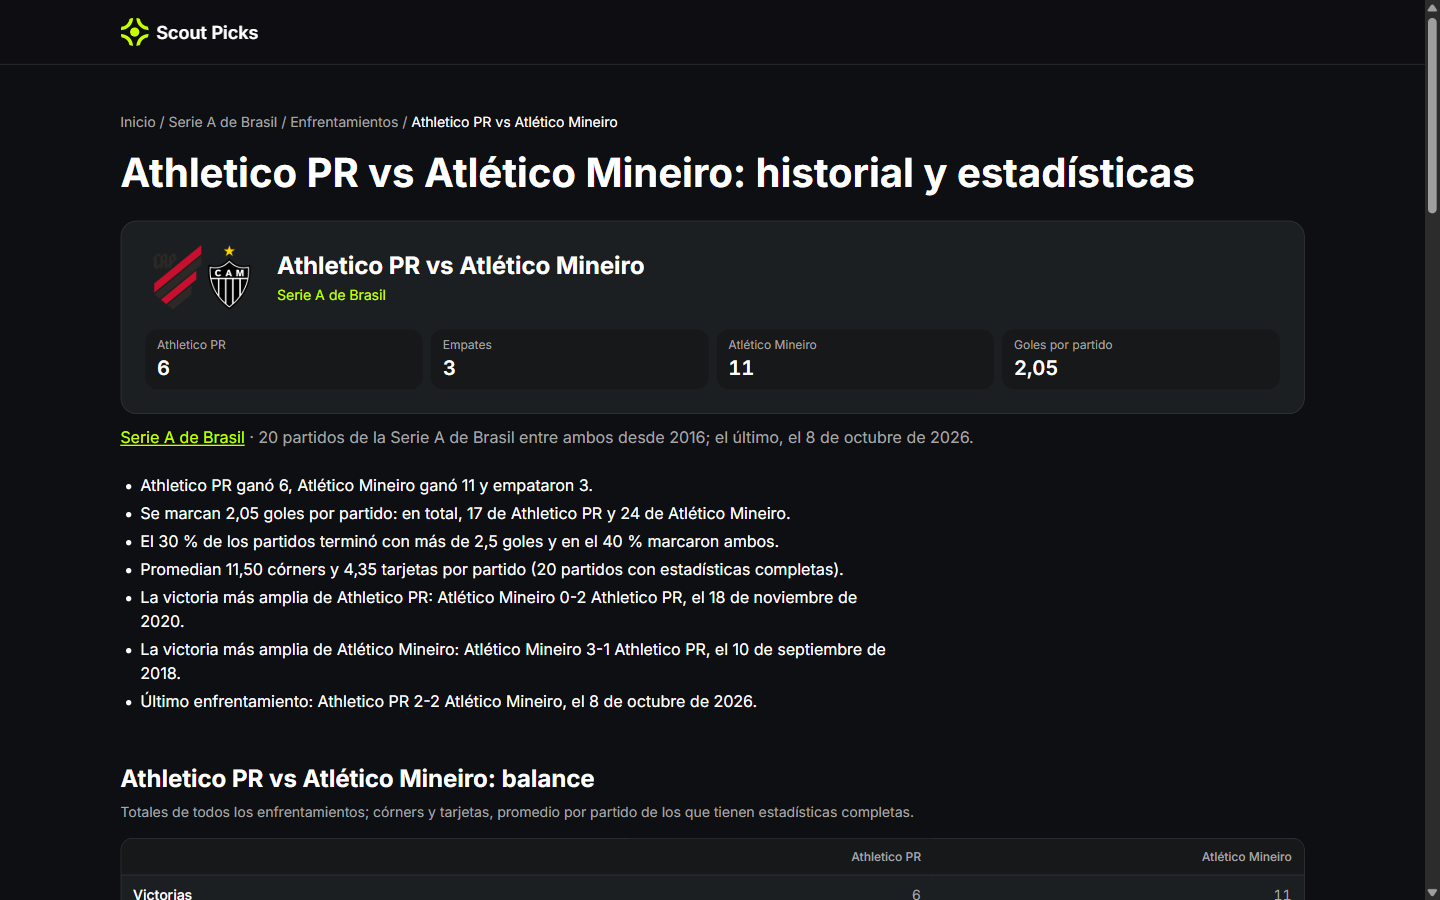 Scout Picks
Inicio / Serie A de Brasil / Enfrentamientos / Athletico PR vs Atlético Mineiro
Athletico PR vs Atlético Mineiro: historial y estadísticas
CAM
Athletico PR vs Atlético Mineiro
Serie A de Brasil
Athletico PR
6
Empates
3
Atlético Mineiro
11
Goles por partido
2,05
Serie A de Brasil · 20 partidos de la Serie A de Brasil entre ambos desde 2016; el último, el 8 de octubre de 2026.
• Athletico PR ganó 6, Atlético Mineiro ganó 11 y empataron 3.
• Se marcan 2,05 goles por partido: en total, 17 de Athletico PR y 24 de Atlético Mineiro.
• El 30 % de los partidos terminó con más de 2,5 goles y en el 40 % marcaron ambos.
• Promedian 11,50 córners y 4,35 tarjetas por partido (20 partidos con estadísticas completas).
• La victoria más amplia de Athletico PR: Atlético Mineiro 0-2 Athletico PR, el 18 de noviembre de
2020.
• La victoria más amplia de Atlético Mineiro: Atlético Mineiro 3-1 Athletico PR, el 10 de septiembre de
2018.
• Último enfrentamiento: Athletico PR 2-2 Atlético Mineiro, el 8 de octubre de 2026.
Athletico PR vs Atlético Mineiro: balance
Totales de todos los enfrentamientos; córners y tarjetas, promedio por partido de los que tienen estadísticas completas.
Athletico PR Atlético Mineiro
Victorias 6 11